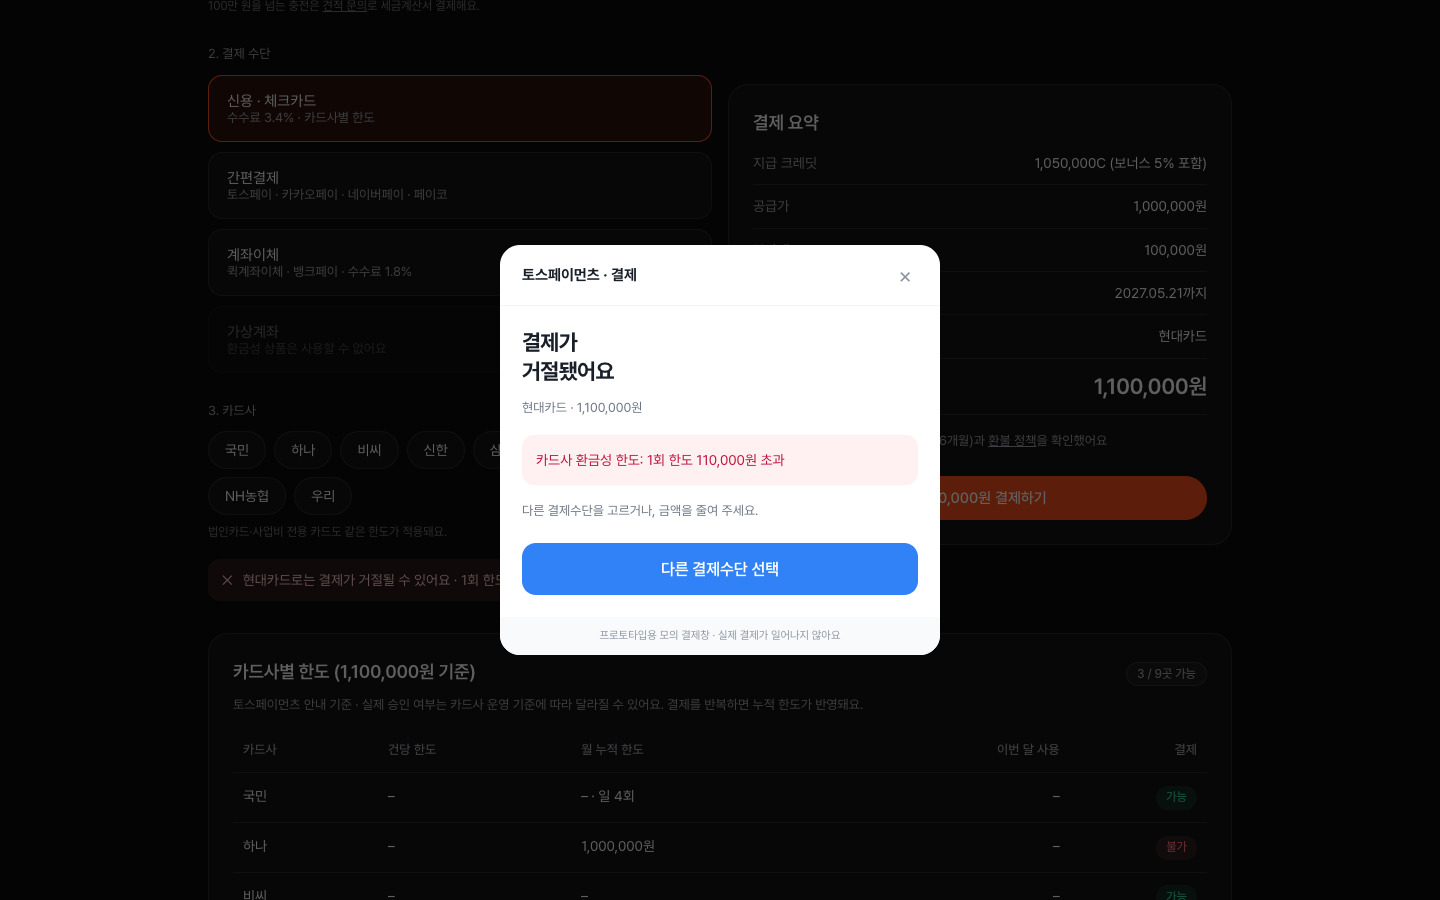 100만 원을 넘는 충전은 견적 문의로 세금계산서 결제해요.
2. 결제 수단
신용 · 체크카드
수수료 3.4% · 카드사별 한도
간편결제
토스페이 · 카카오페이 · 네이버페이 · 페이코
계좌이체
퀵계좌이체 · 뱅크페이 · 수수료 1.8%
가상계좌
환금성 상품은 사용할 수 없어요
3. 카드사
국민 하나 비씨 신한
NH농협 우리
법인카드·사업비 전용 카드도 같은 한도가 적용돼요.
현대카드로는 결제가 거절될 수 있어요 · 1회 한도
결제 요약
지급 크레딧 1,050,000C (보너스 5% 포함)
공급가 1,000,000원
100,000원
2027.05.21까지
현대카드
1,100,000원
6개월)과 환불 정책을 확인했어요
0,000원 결제하기
토스페이먼츠 · 결제
결제가
거절됐어요
현대카드 · 1,100,000원
카드사 환금성 한도: 1회 한도 110,000원 초과
다른 결제수단을 고르거나, 금액을 줄여 주세요.
다른 결제수단 선택
프로토타입용 모의 결제창 · 실제 결제가 일어나지 않아요
카드사별 한도 (1,100,000원 기준) 3 / 9곳 가능
토스페이먼츠 안내 기준 · 실제 승인 여부는 카드사 운영 기준에 따라 달라질 수 있어요. 결제를 반복하면 누적 한도가 반영돼요.
카드사 건당 한도 월 누적 한도 이번 달 사용 결제
국민 – – · 일 4회 – 가능
하나 – 1,000,000원 – 불가
비씨 – – – 가능